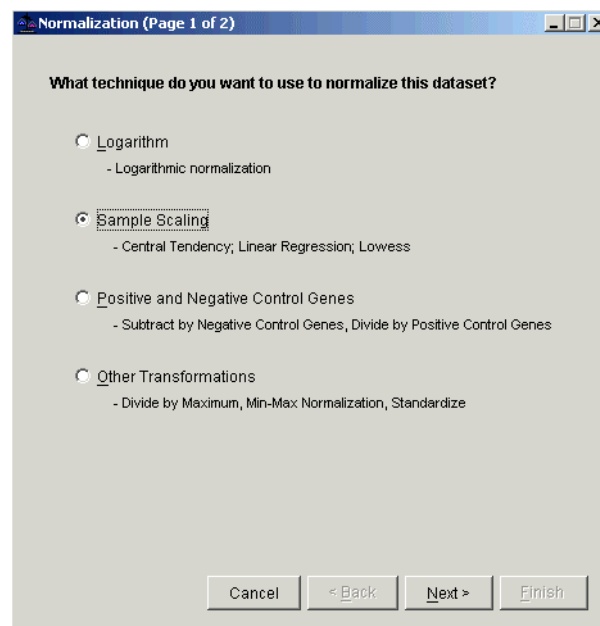 Normalization (Page 1 of 2)
What technique do you want to use to normalize this dataset?
Logarithm
- Logarithmic normalization
Sample Scaling
- Central Tendency; Linear Regression; Lowess
Positive and Negative Control Genes
- Subtract by Negative Control Genes, Divide by Positive Control Genes
Other Transformations
- Divide by Maximum, Min-Max Normalization, Standardize
Cancel
< Back
Next >
Finish